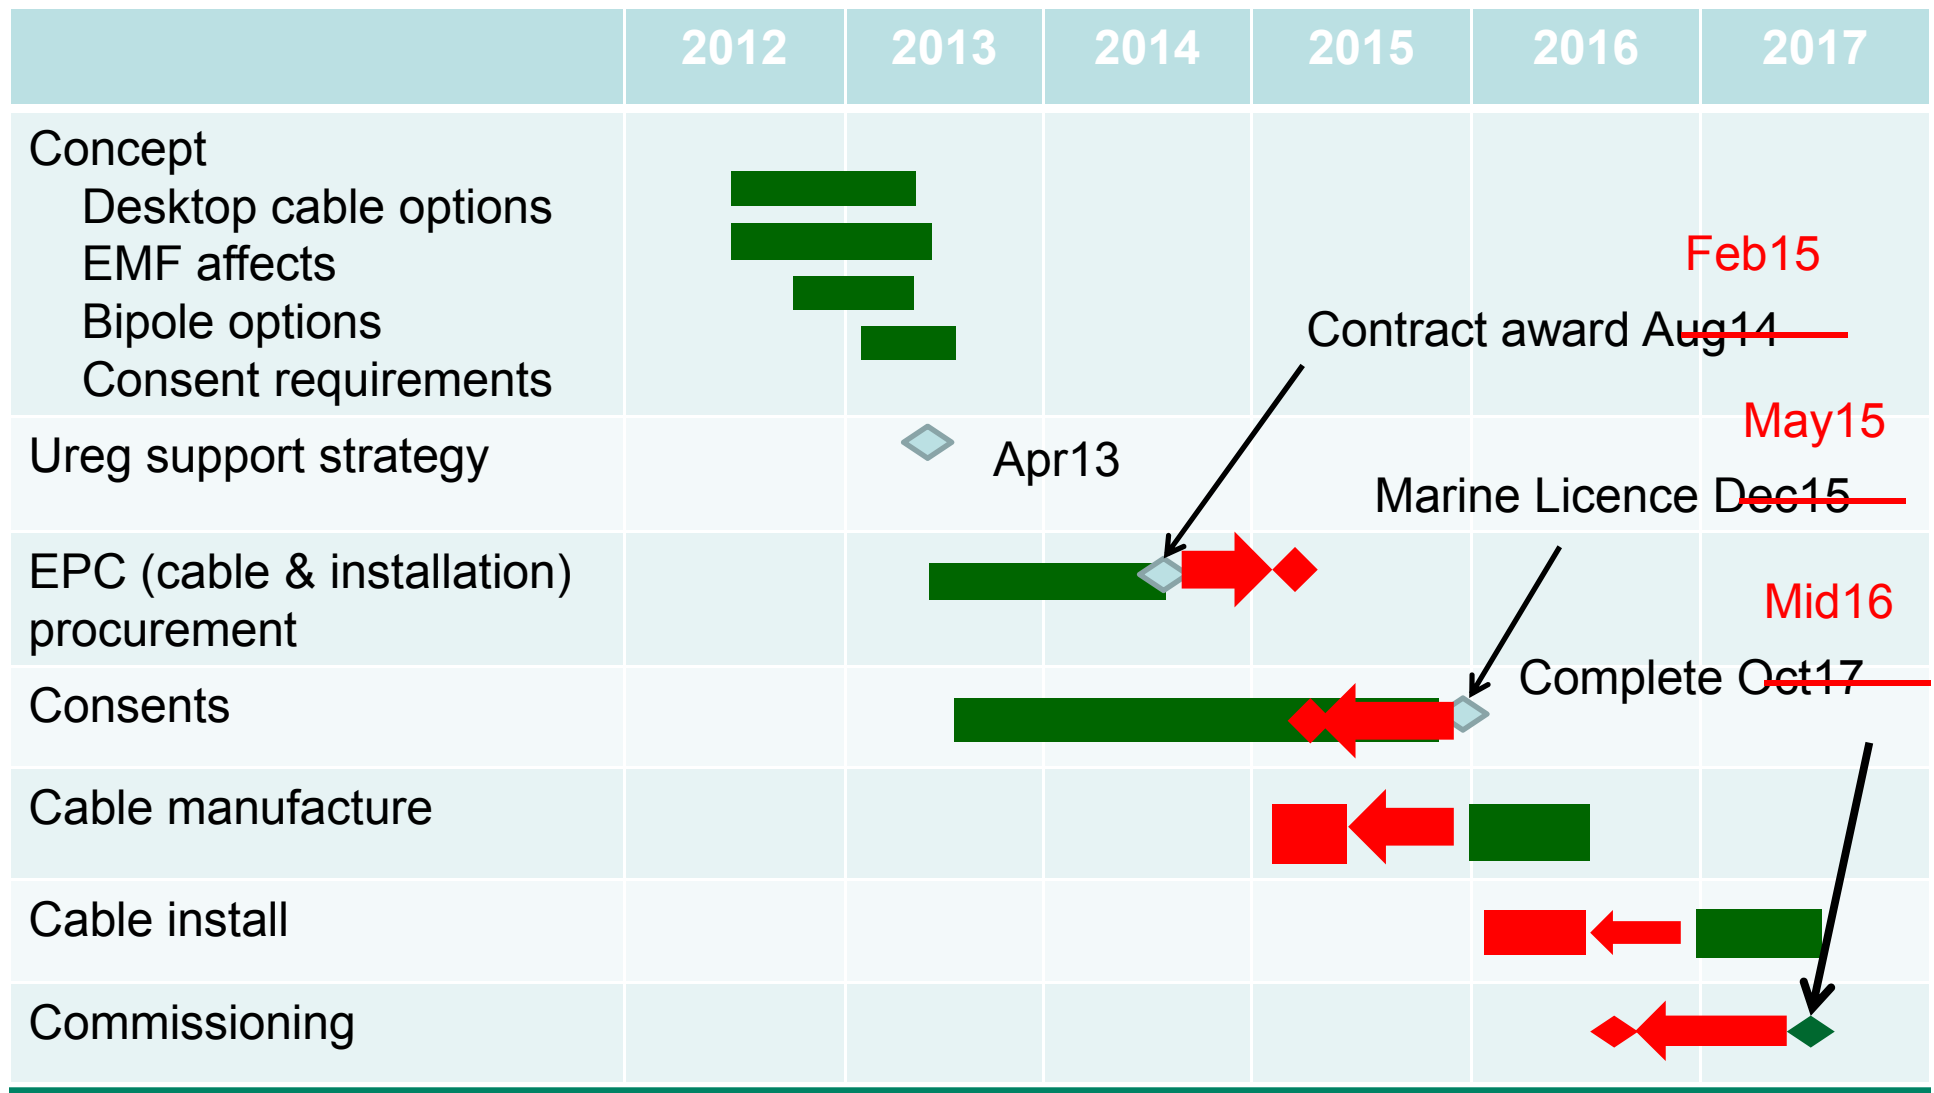 2012 2013 2014 2015 2016 2017
Concept
Desktop cable options
EMF affects
Bipole options
Consent requirements
Feb15
Contract award Aug14
May15
Ureg support strategy
Apr13
Marine Licence Dec15
EPC (cable & installation)
procurement
Mid16
Complete Oct17
Consents
Cable manufacture
Cable install
Commissioning